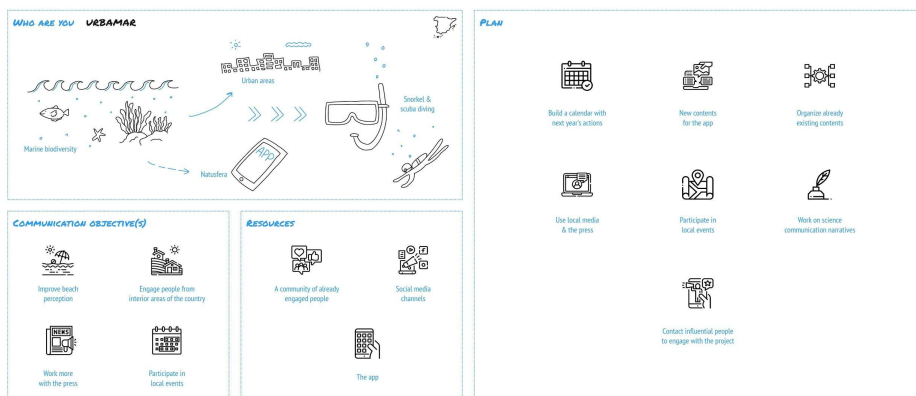 WHO ARE YOU URBAMAR
Urban areas
Snorkel &
scuba diving
Marine biodiversity
APP
Natusfera
COMMUNICATION OBJECTIVE(S)
Improve beach
perception
Engage people from
interior areas of the country
NEWS
Work more
with the press
Participate in
local events
RESOURCES
A community of already
engaged people
Social media
channels
The app
PLAN
Build a calendar with
next year's actions
New contents
for the app
Organize already
existing contents
Use local media
& the press
Participate in
local events
Work on science
communication narratives
Contact influential people
to engage with the project